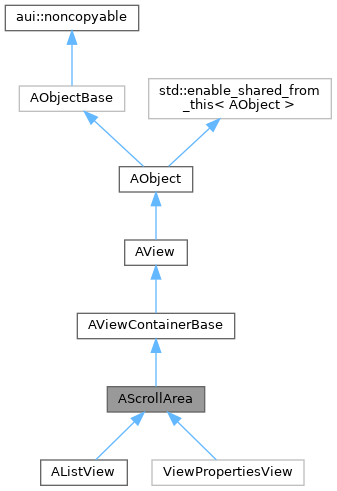 aui::noncopyable
AObjectBase
std::enable_shared_from
_this< AObject >
AObject
AView
AViewContainerBase
AScrollArea
AListView
ViewPropertiesView